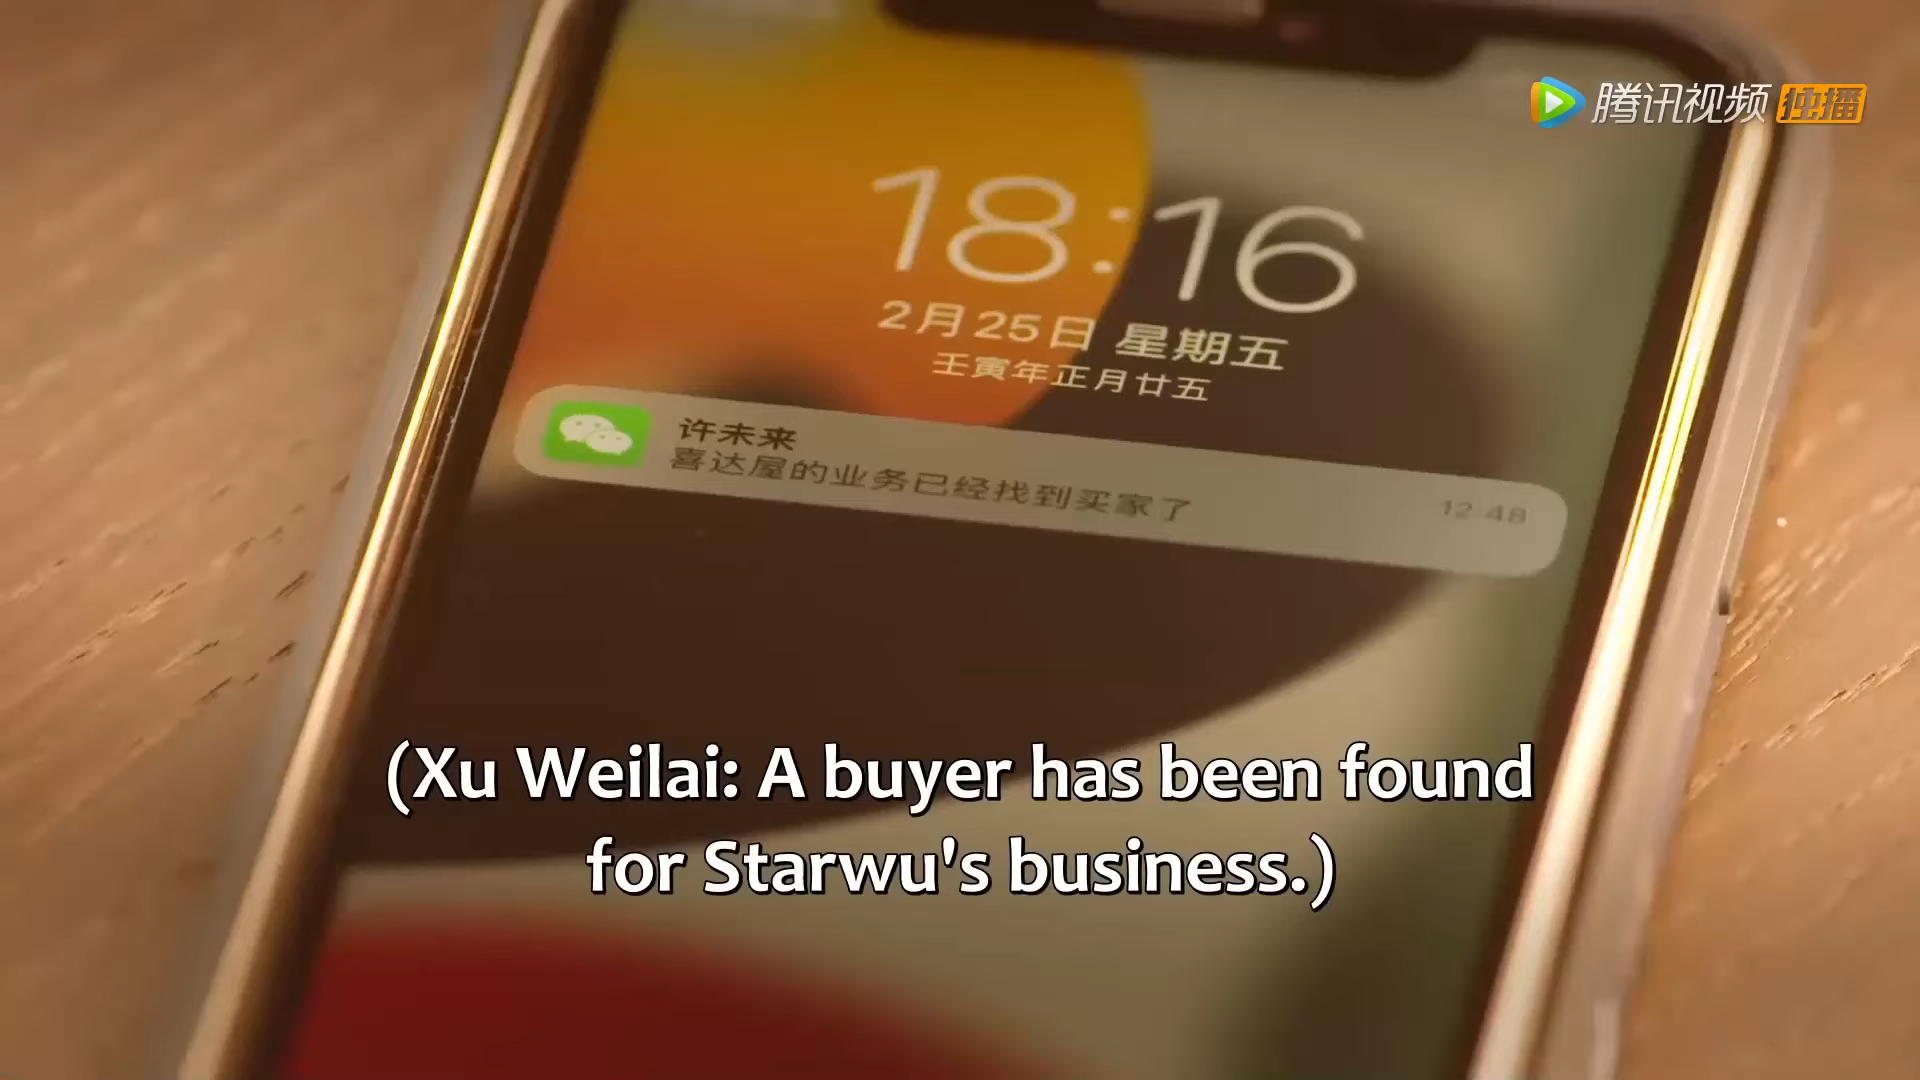 腾讯视频 独播
18:16
2月25日 星期五
壬寅年正月廿五
许未来
喜达屋的业务已经找到买家了
12:48
(Xu Weilai: A buyer has been found
for Starwu's business.)